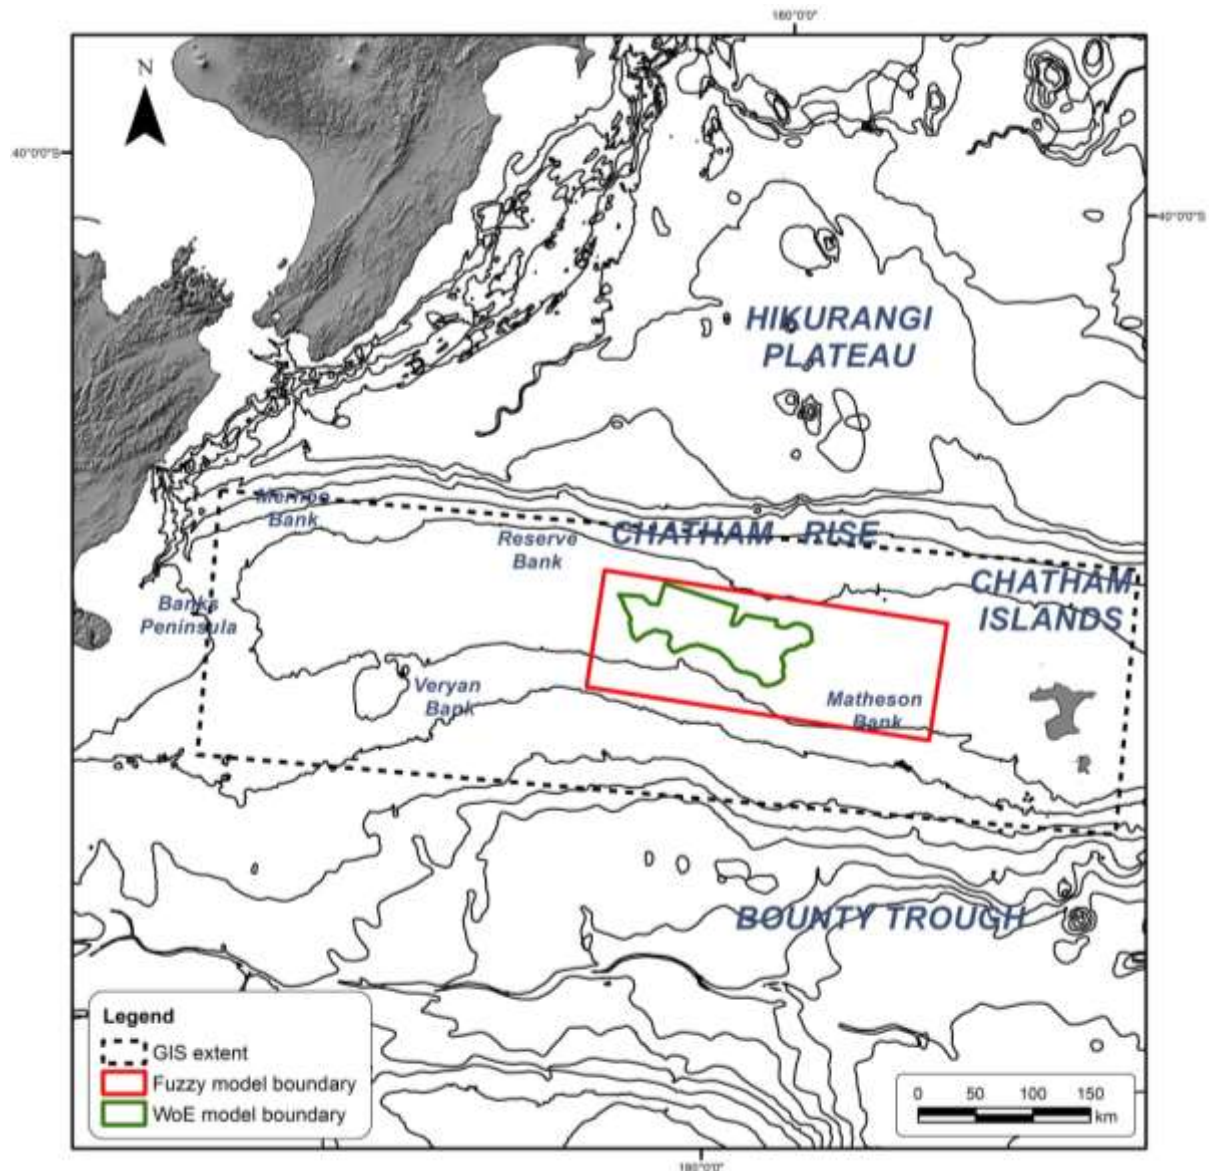 180°0'0"
N
40°0'0"S
40°0'0"S
HIKURANGI
PLATEAU
Mernoo
Bank
Reserve
Bank
CHATHAM RISE
CHATHAM
ISLANDS
Banks
Peninsula
Veryan
Bank
Matheson
Bank
BOUNTY TROUGH
Legend
GIS extent
Fuzzy model boundary
WoE model boundary
0 50 100 150
km
180°0'0"